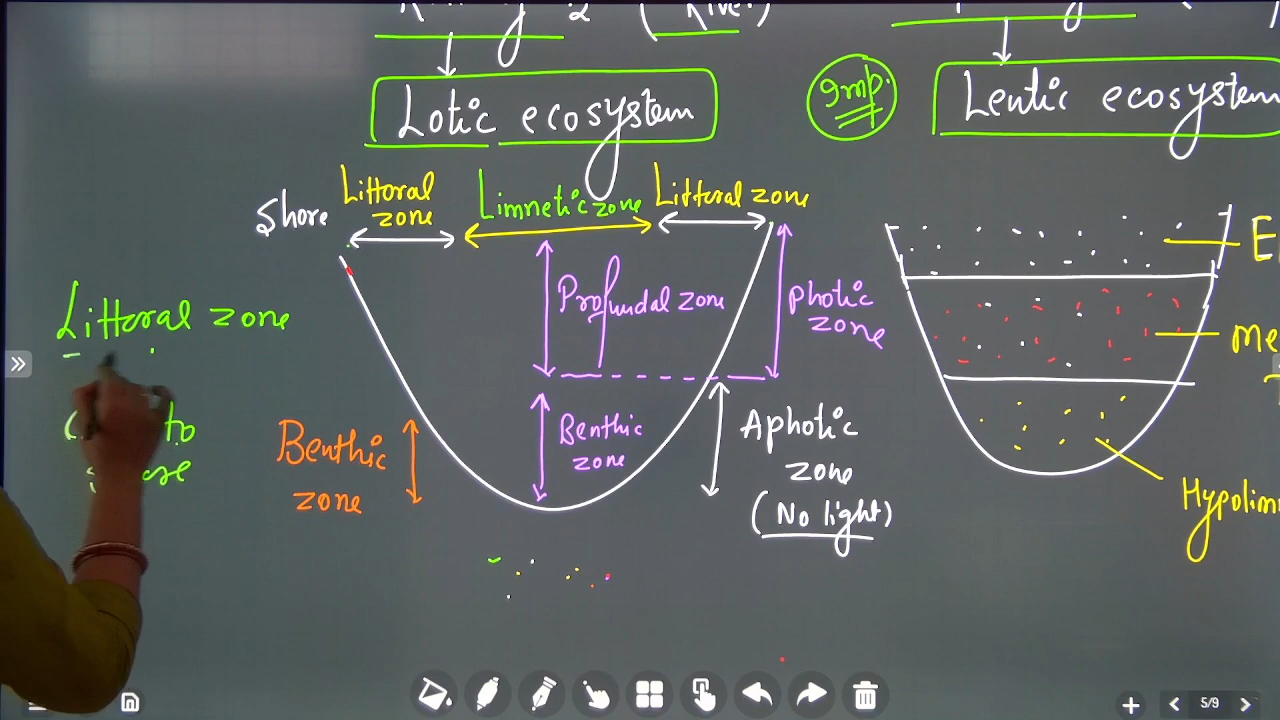 Lotic ecosystem
Imp.
Lentic ecosystem
Shore
Littoral
zone
Limnetic zone
Littoral zone
Profundal zone
Photic
zone
Littoral zone
to
Benthic
zone
Benthic
zone
Aphotic
zone
(No light)
5/9